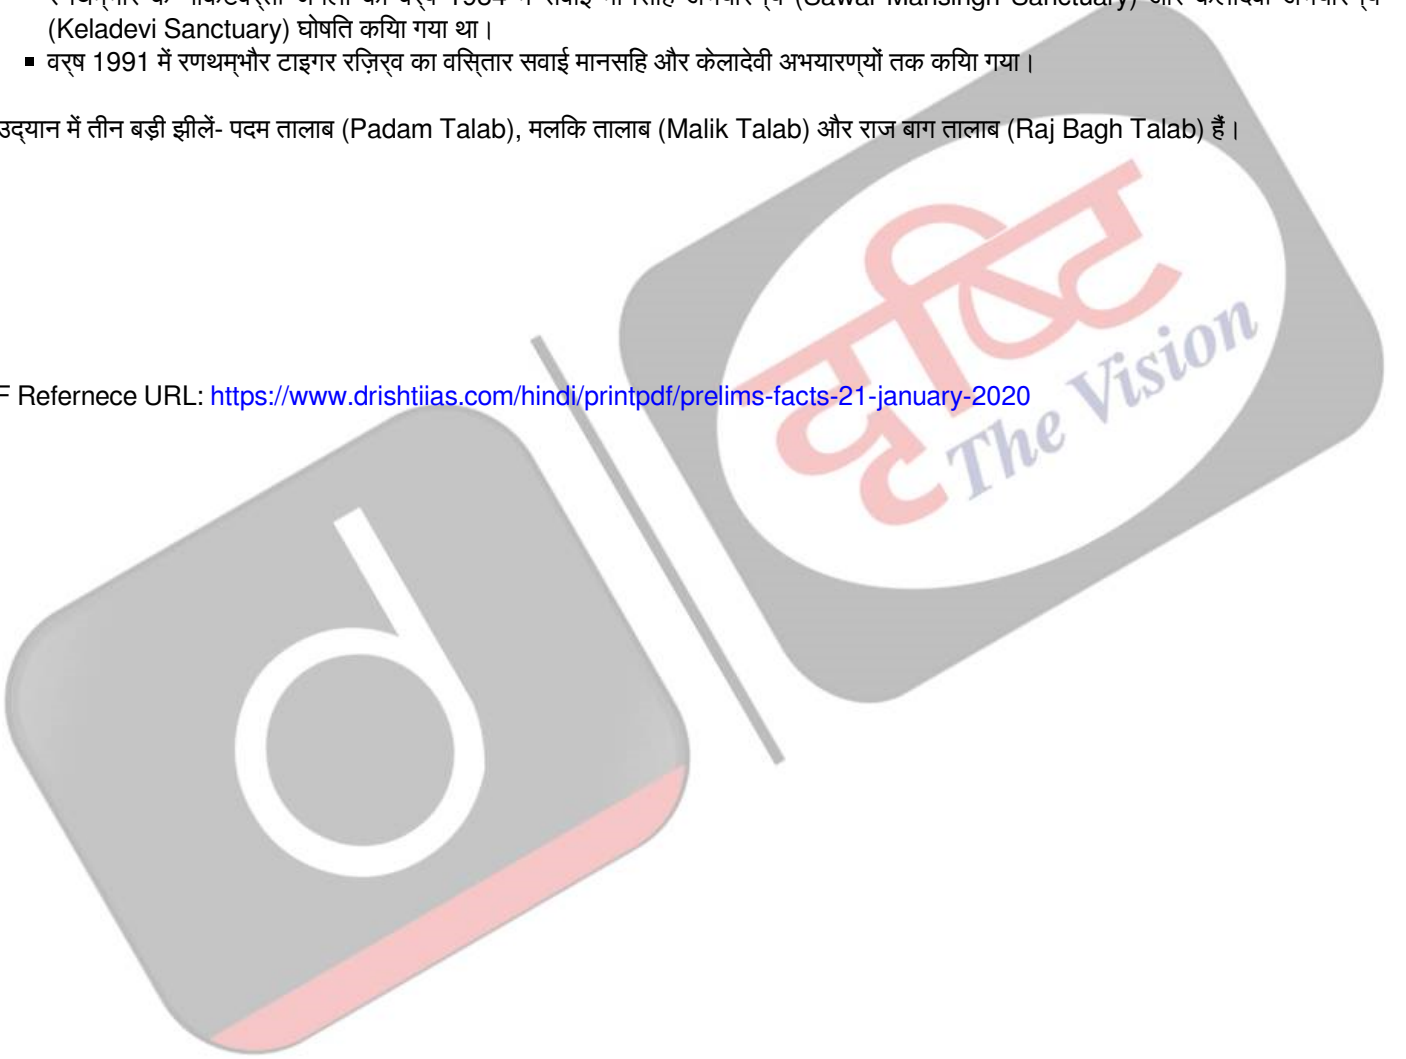 (Keladevi Sanctuary) घोषित किया गया था।
वर्ष 1991 में रणथम्भौर टाइगर रिज़र्व का विस्तार सवाई मानसिंह और केलादेवी अभयारण्यों तक किया गया।
उद्यान में तीन बड़ी झीलें- पदम तालाब (Padam Talab), मलिक तालाब (Malik Talab) और राज बाग तालाब (Raj Bagh Talab) हैं।
F Refernece URL: https://www.drishtiias.com/hindi/printpdf/prelims-facts-21-january-2020
दृष्टि
The Vision
d